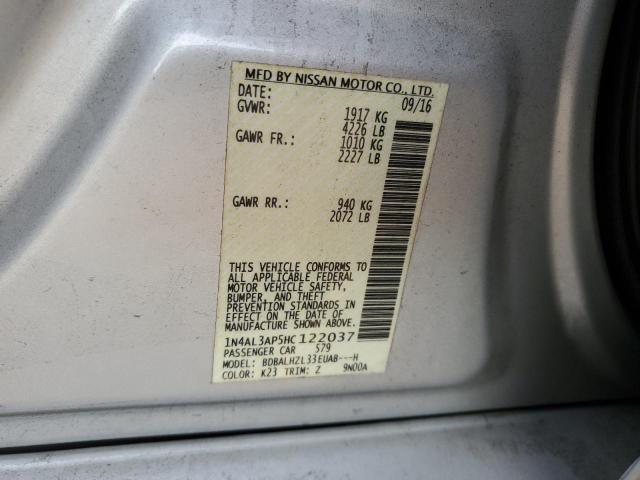 MFD BY NISSAN MOTOR CO., LTD.
DATE: 09/16
GVWR: 1917 KG
4226 LB
GAWR FR.: 1010 KG
2227 LB
GAWR RR.: 940 KG
2072 LB
THIS VEHICLE CONFORMS TO
ALL APPLICABLE FEDERAL
MOTOR VEHICLE SAFETY,
BUMPER, AND THEFT
PREVENTION STANDARDS IN
EFFECT ON THE DATE OF
MANUFACTURE SHOWN ABOVE.
1N4AL3AP5HC122037
PASSENGER CAR 579
MODEL: BDBALHZL33EUAB---H
COLOR: K23 TRIM: Z 9N00A